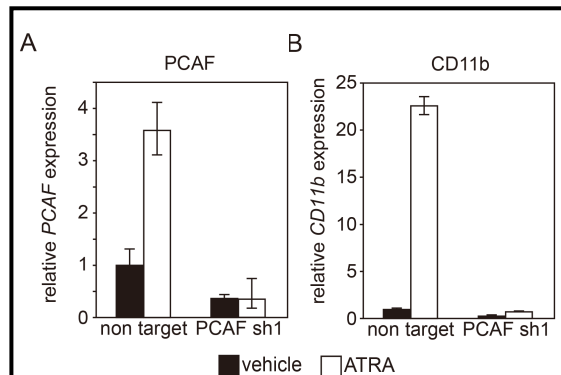 A
PCAF
relative PCAF expression
4
3
2
1
0
non target PCAF sh1
B
CD11b
relative CD11b expression
25
20
15
10
5
0
non target PCAF sh1
vehicle ATRA